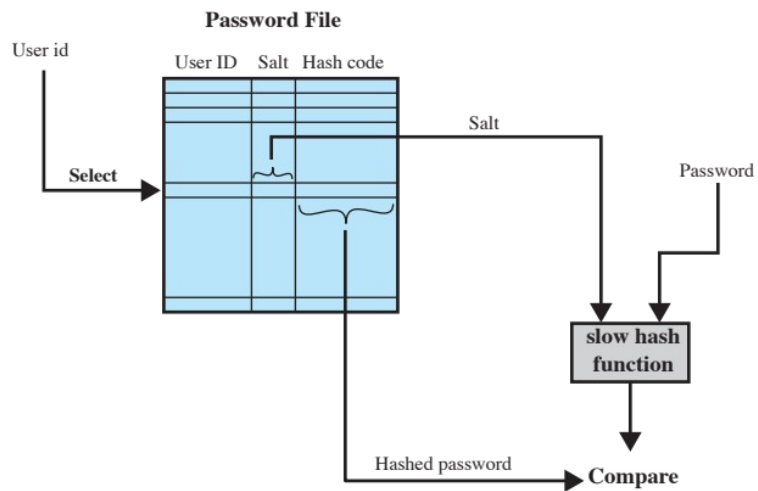 Password File
User id
User ID Salt Hash code
Salt
Select
Password
slow hash
function
Hashed password
Compare